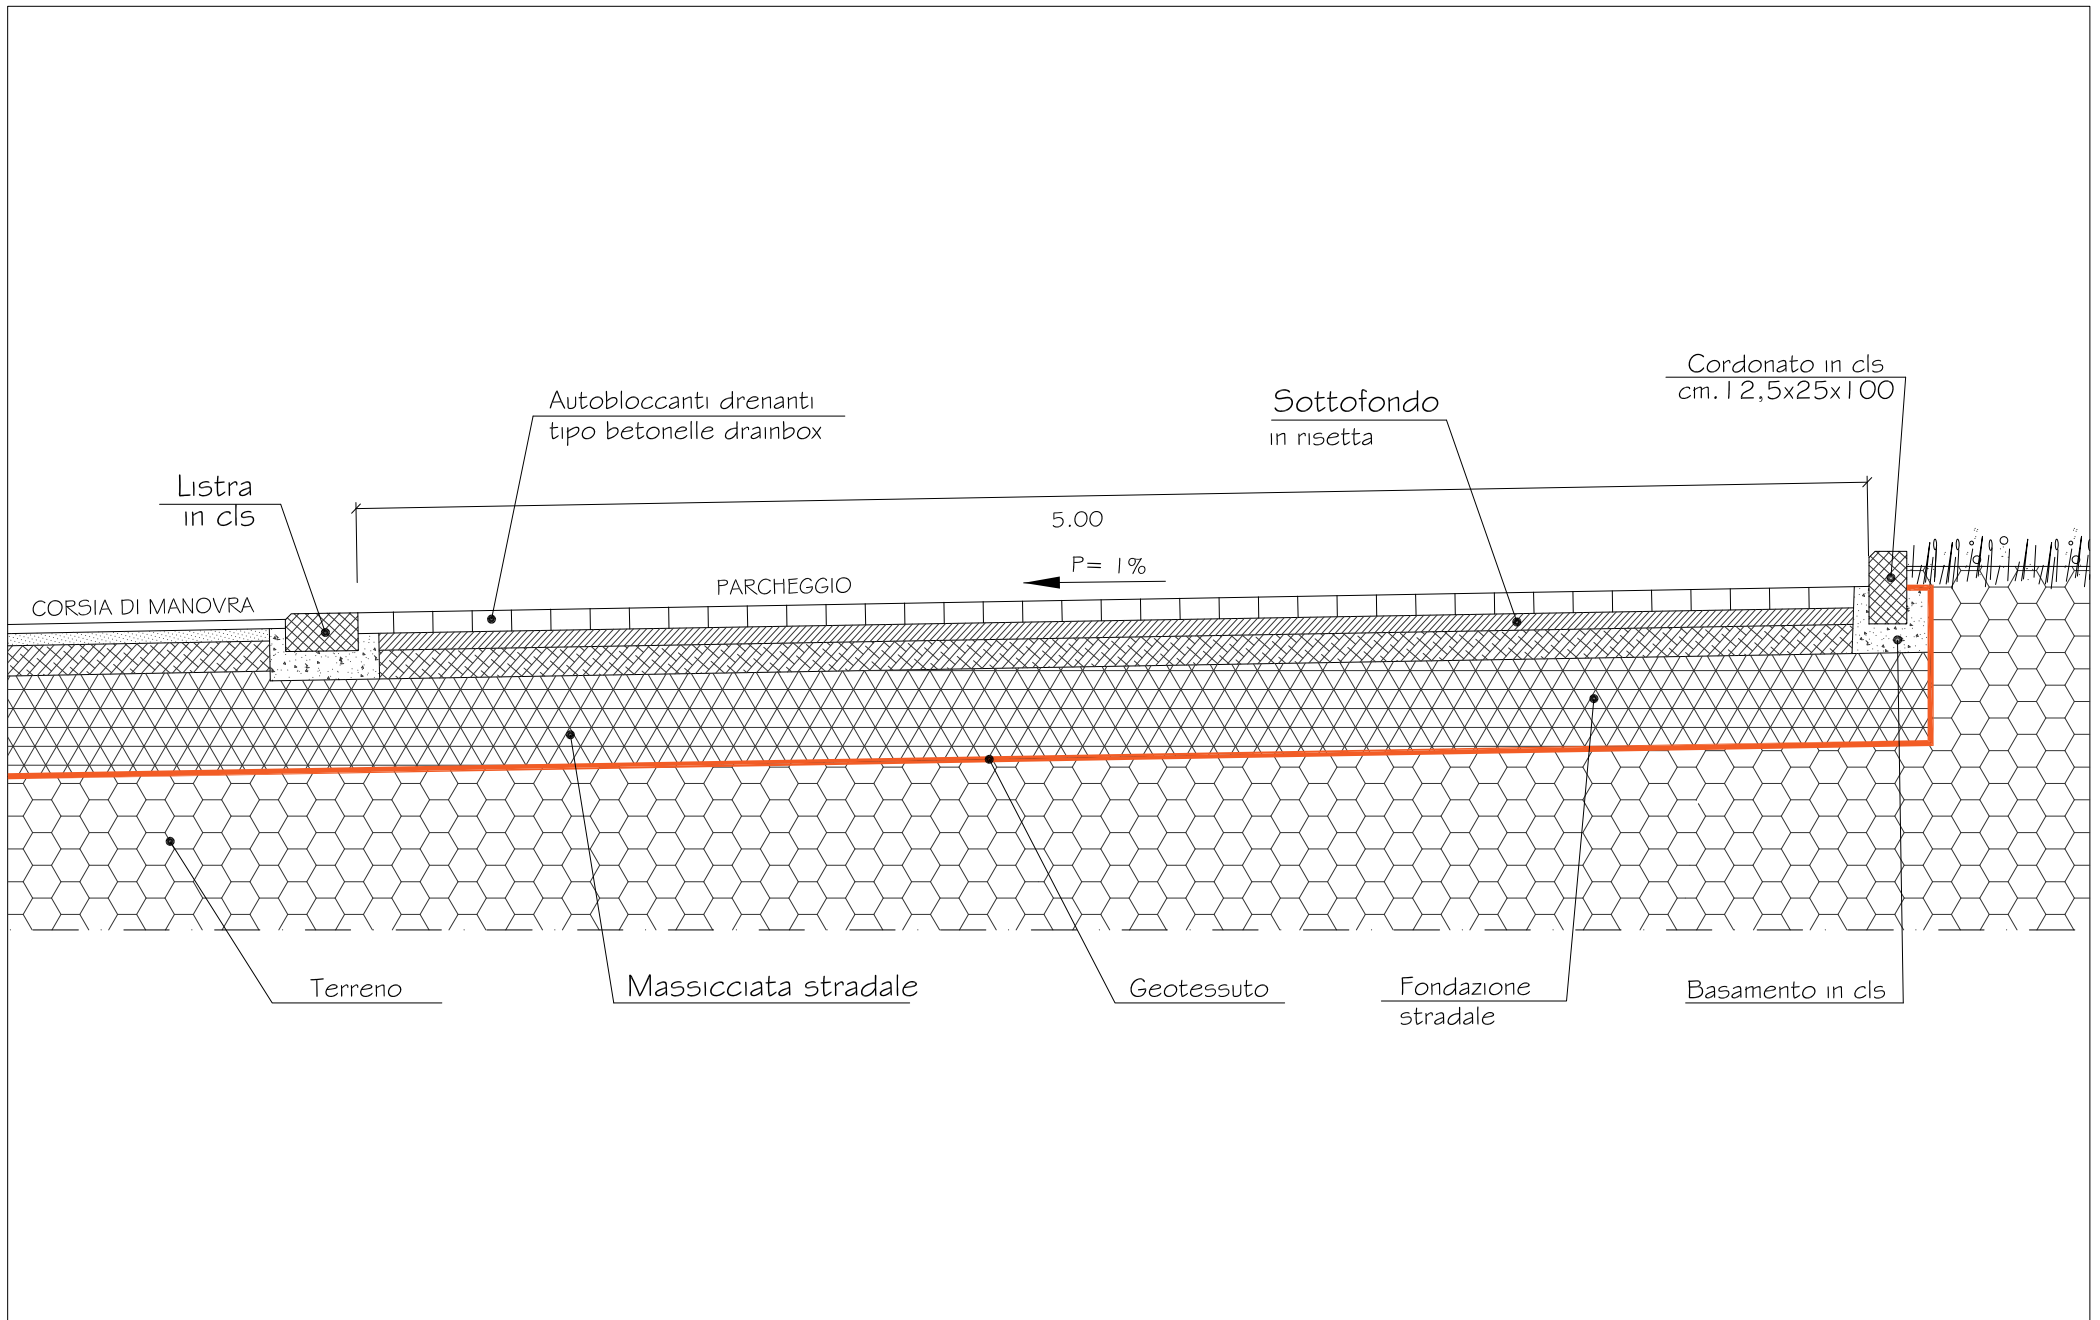 Cordonato in cls
cm.12,5x25x100
Autobloccanti drenanti
tipo betonelle drainbox
Sottofondo
in risetta
Listra
in cls
5.00
P= 1%
PARCHEGGIO
CORSIA DI MANOVRA
Terreno
Massicciata stradale
Geotessuto
Fondazione
stradale
Basamento in cls